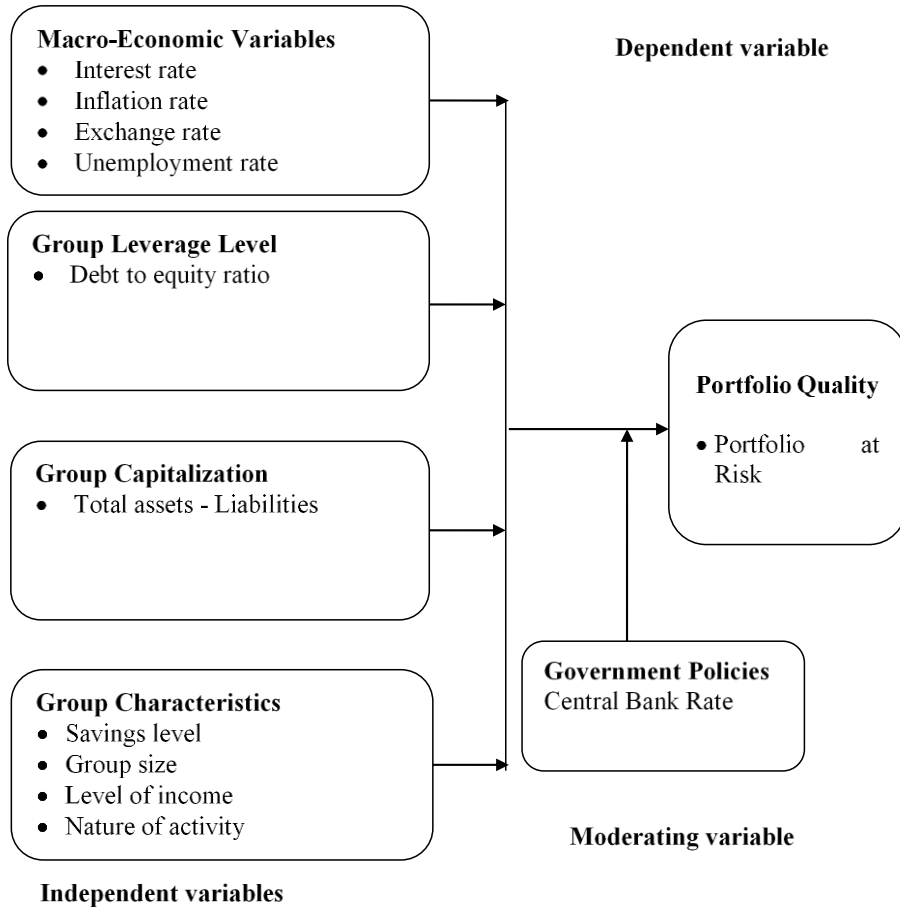 Macro-Economic Variables
• Interest rate
• Inflation rate
• Exchange rate
• Unemployment rate
Dependent variable
Group Leverage Level
• Debt to equity ratio
Portfolio Quality
• Portfolio at
Risk
Group Capitalization
• Total assets - Liabilities
Government Policies
Central Bank Rate
Group Characteristics
• Savings level
• Group size
• Level of income
• Nature of activity
Moderating variable
Independent variables